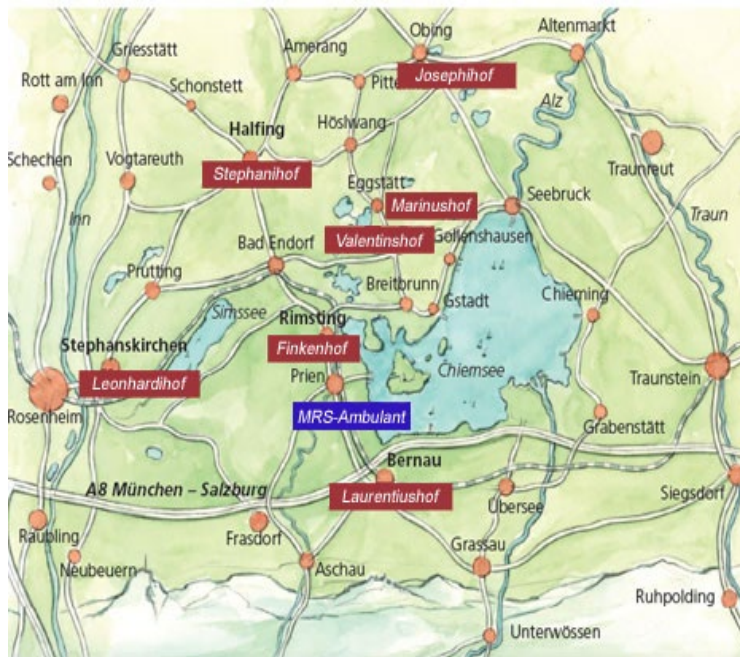 Obing
Altenmarkt
Griesstätt
Amerang
Rott am Inn
Josephihof
Schonstett
Alz
Halfing
Höslwang
Traunreut
Schechen
Vogtareuth
Stephanihof
Eggstätt
Marinushof
Seebruck
Inn
Traun
Valentinshof
Gollenshausen
Bad Endorf
Prutting
Breitbrunn
Gstadt
Chieming
Simssee
Rimsting
Stephanskirchen
Finkenhof
Chiemsee
Leonhardihof
Prien
Traunstein
Rosenheim
MRS-Ambulant
Grabenstätt
Bernau
A8 München – Salzburg
Laurentiushof
Siegsdorf
Übersee
Raubling
Frasdorf
Neubeuern
Aschau
Grassau
Ruhpolding
Unterwössen